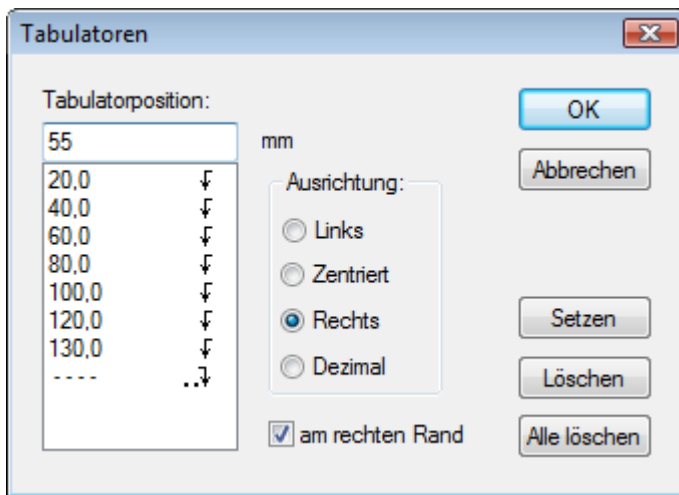 Tabulatoren
Tabulatorposition:
55 mm
20,0
40,0
60,0
80,0
100,0
120,0
130,0
- - - -
Ausrichtung:
Links
Zentriert
Rechts
Dezimal
am rechten Rand
OK
Abbrechen
Setzen
Löschen
Alle löschen